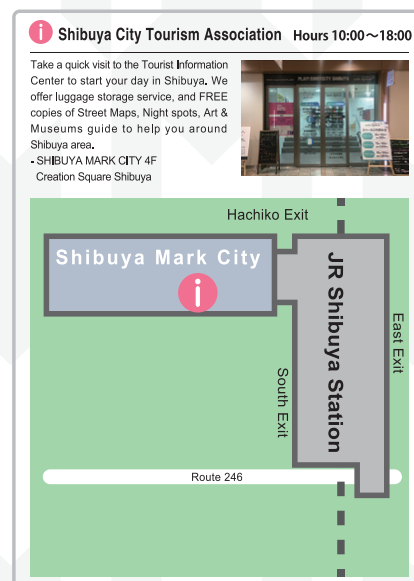 i Shibuya City Tourism Association Hours 10:00～18:00
Take a quick visit to the Tourist Information
Center to start your day in Shibuya. We
offer luggage storage service, and FREE
copies of Street Maps, Night spots, Art &
Museums guide to help you around
Shibuya area.
- SHIBUYA MARK CITY 4F
Creation Square Shibuya
Hachiko Exit
Shibuya Mark City
i
JR Shibuya Station
East Exit
South Exit
Route 246